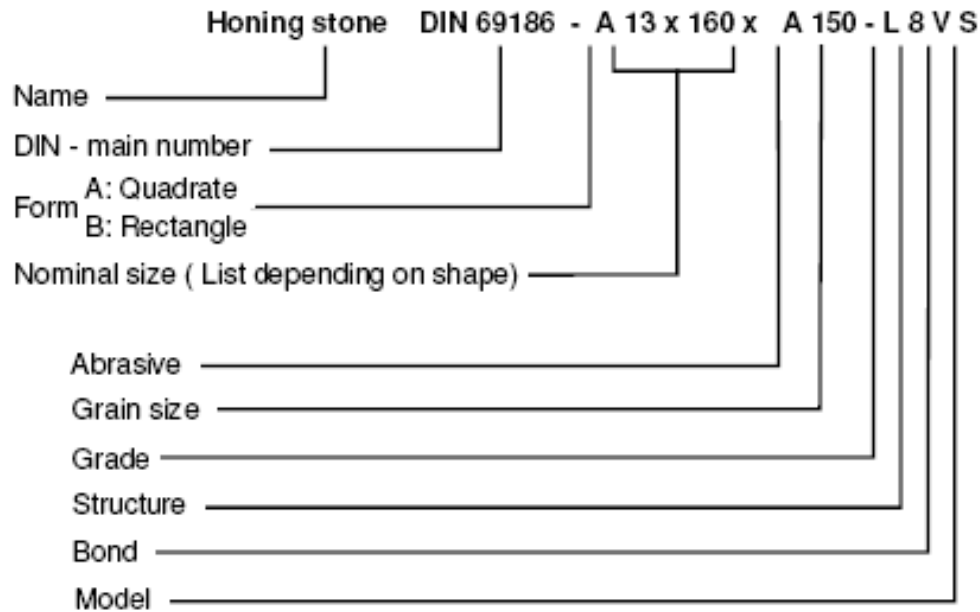 Honing stone DIN 69186 - A 13 x 160 x A 150 - L 8 V S
Name
DIN - main number
Form A: Quadrate
B: Rectangle
Nominal size ( List depending on shape)
Abrasive
Grain size
Grade
Structure
Bond
Model